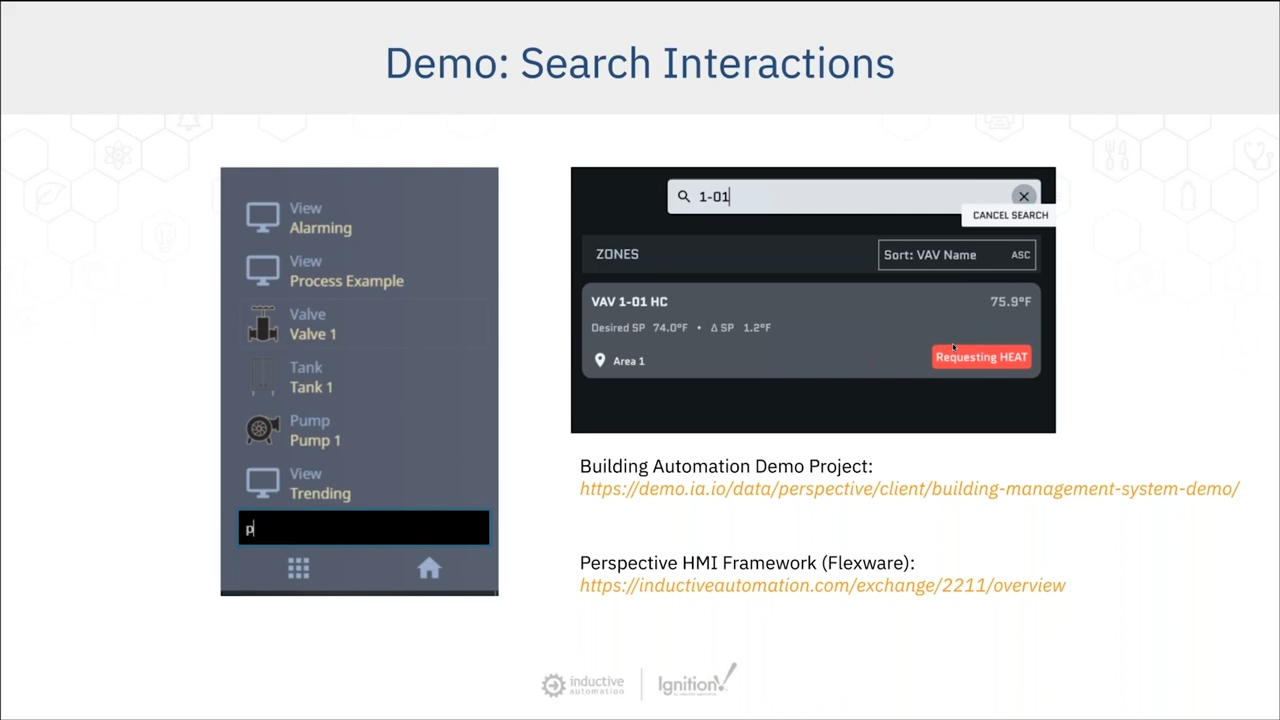 Demo: Search Interactions
View
Alarming
View
Process Example
Valve
Valve 1
Tank
Tank 1
Pump
Pump 1
View
Trending
p
1-01
CANCEL SEARCH
ZONES
Sort: VAV Name ASC
VAV 1-01 HC 75.9°F
Desired SP 74.0°F • Δ SP 1.2°F
Area 1
Requesting HEAT
Building Automation Demo Project:
https://demo.ia.io/data/perspective/client/building-management-system-demo/
Perspective HMI Framework (Flexware):
https://inductiveautomation.com/exchange/2211/overview
inductive
automation
Ignition!